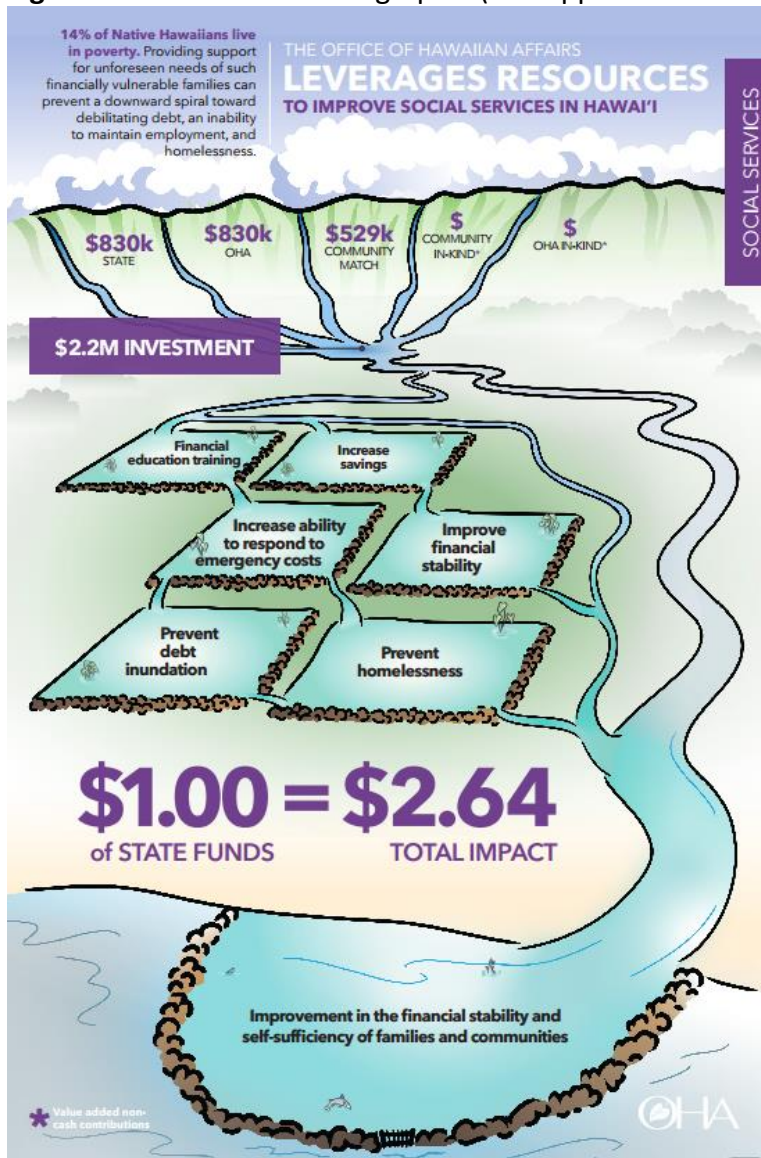 14% of Native Hawaiians live
in poverty. Providing support
for unforeseen needs of such
financially vulnerable families can
prevent a downward spiral toward
debilitating debt, an inability
to maintain employment, and
homelessness.
THE OFFICE OF HAWAIIAN AFFAIRS
LEVERAGES RESOURCES
TO IMPROVE SOCIAL SERVICES IN HAWAI‘I
SOCIAL SERVICES
$830k
STATE
$830k
OHA
$529k
COMMUNITY
MATCH
$
COMMUNITY
IN-KIND*
$
OHA IN-KIND*
$2.2M INVESTMENT
Financial
education training
Increase
savings
Increase ability
to respond to
emergency costs
Improve
financial
stability
Prevent
debt
inundation
Prevent
homelessness
$1.00 = $2.64
of STATE FUNDS TOTAL IMPACT
Improvement in the financial stability and
self-sufficiency of families and communities
* Value added non-
cash contributions
OHA